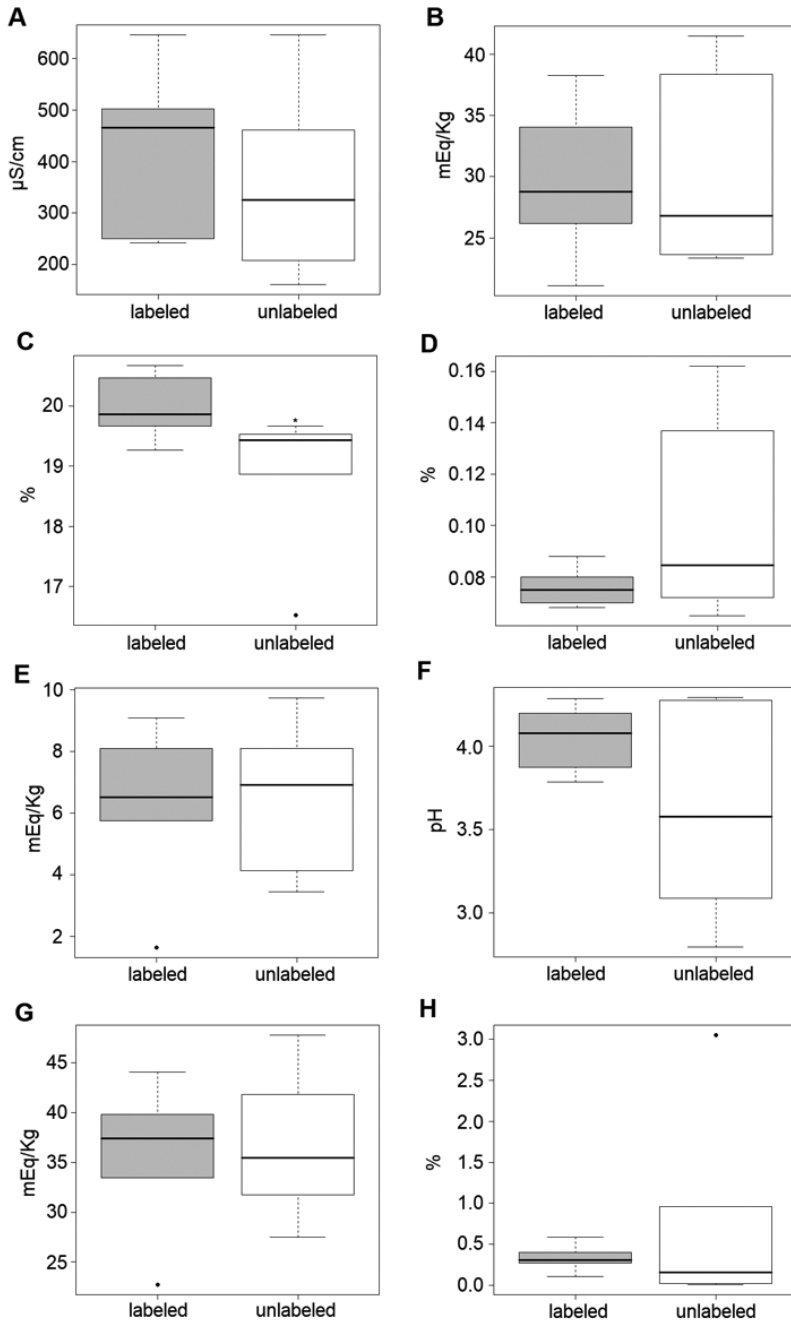 A
μS/cm
600
500
400
300
200
labeled
unlabeled
B
mEq/Kg
40
35
30
25
labeled
unlabeled
C
%
20
19
18
17
*
labeled
unlabeled
D
%
0.16
0.14
0.12
0.10
0.08
labeled
unlabeled
E
mEq/Kg
10
8
6
4
2
labeled
unlabeled
F
pH
4.0
3.5
3.0
labeled
unlabeled
G
mEq/Kg
45
40
35
30
25
labeled
unlabeled
H
%
3.0
2.5
2.0
1.5
1.0
0.5
0.0
labeled
unlabeled